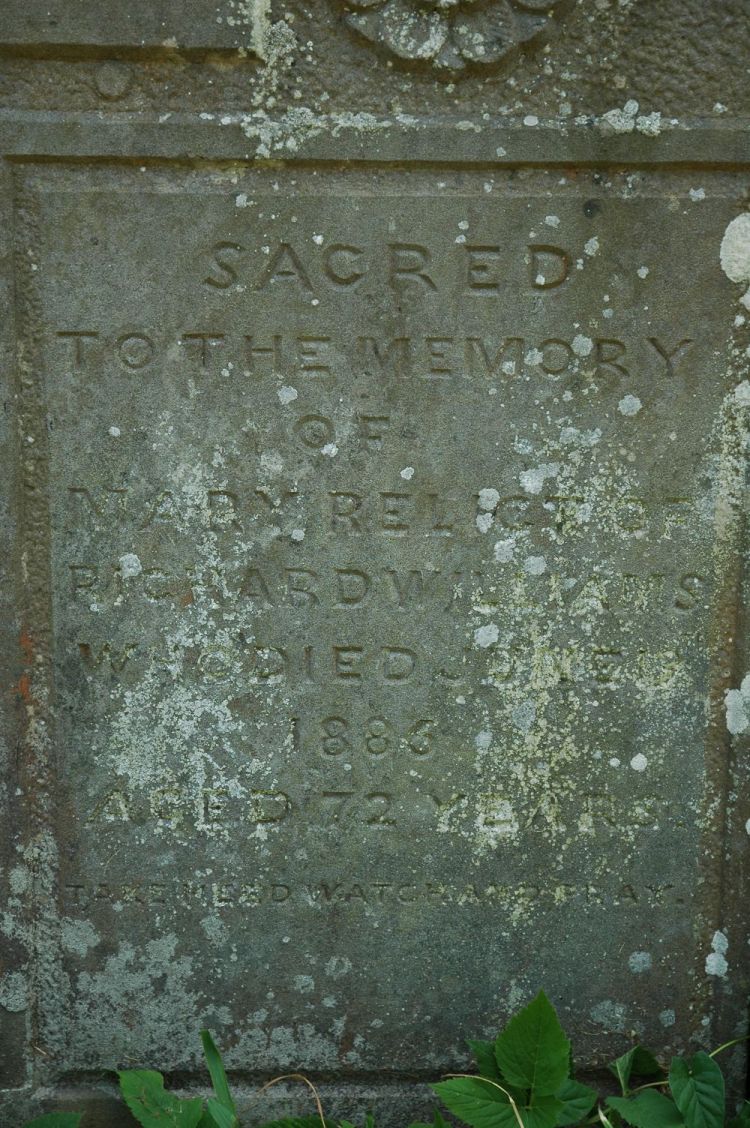 SACRED
TO THE MEMORY
OF
MARY RELICT OF
RICHARD WILLIAMS
WHO DIED JUNE
1886
AGED 72 YEARS.
TAKE HEED WATCH AND PRAY.